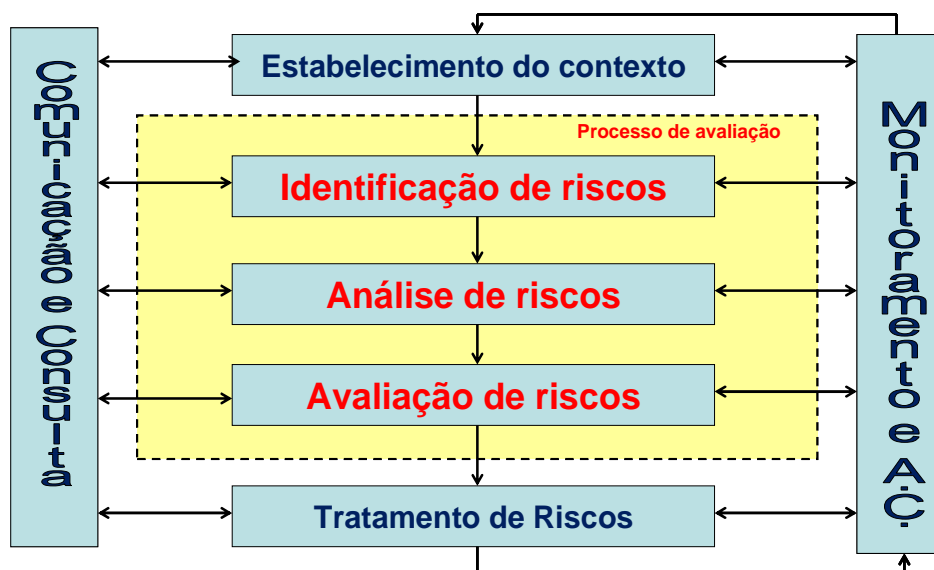 Comunicação e Consulta
Estabelecimento do contexto
Processo de avaliação
Identificação de riscos
Análise de riscos
Avaliação de riscos
Tratamento de Riscos
Monitoramento e A.C.